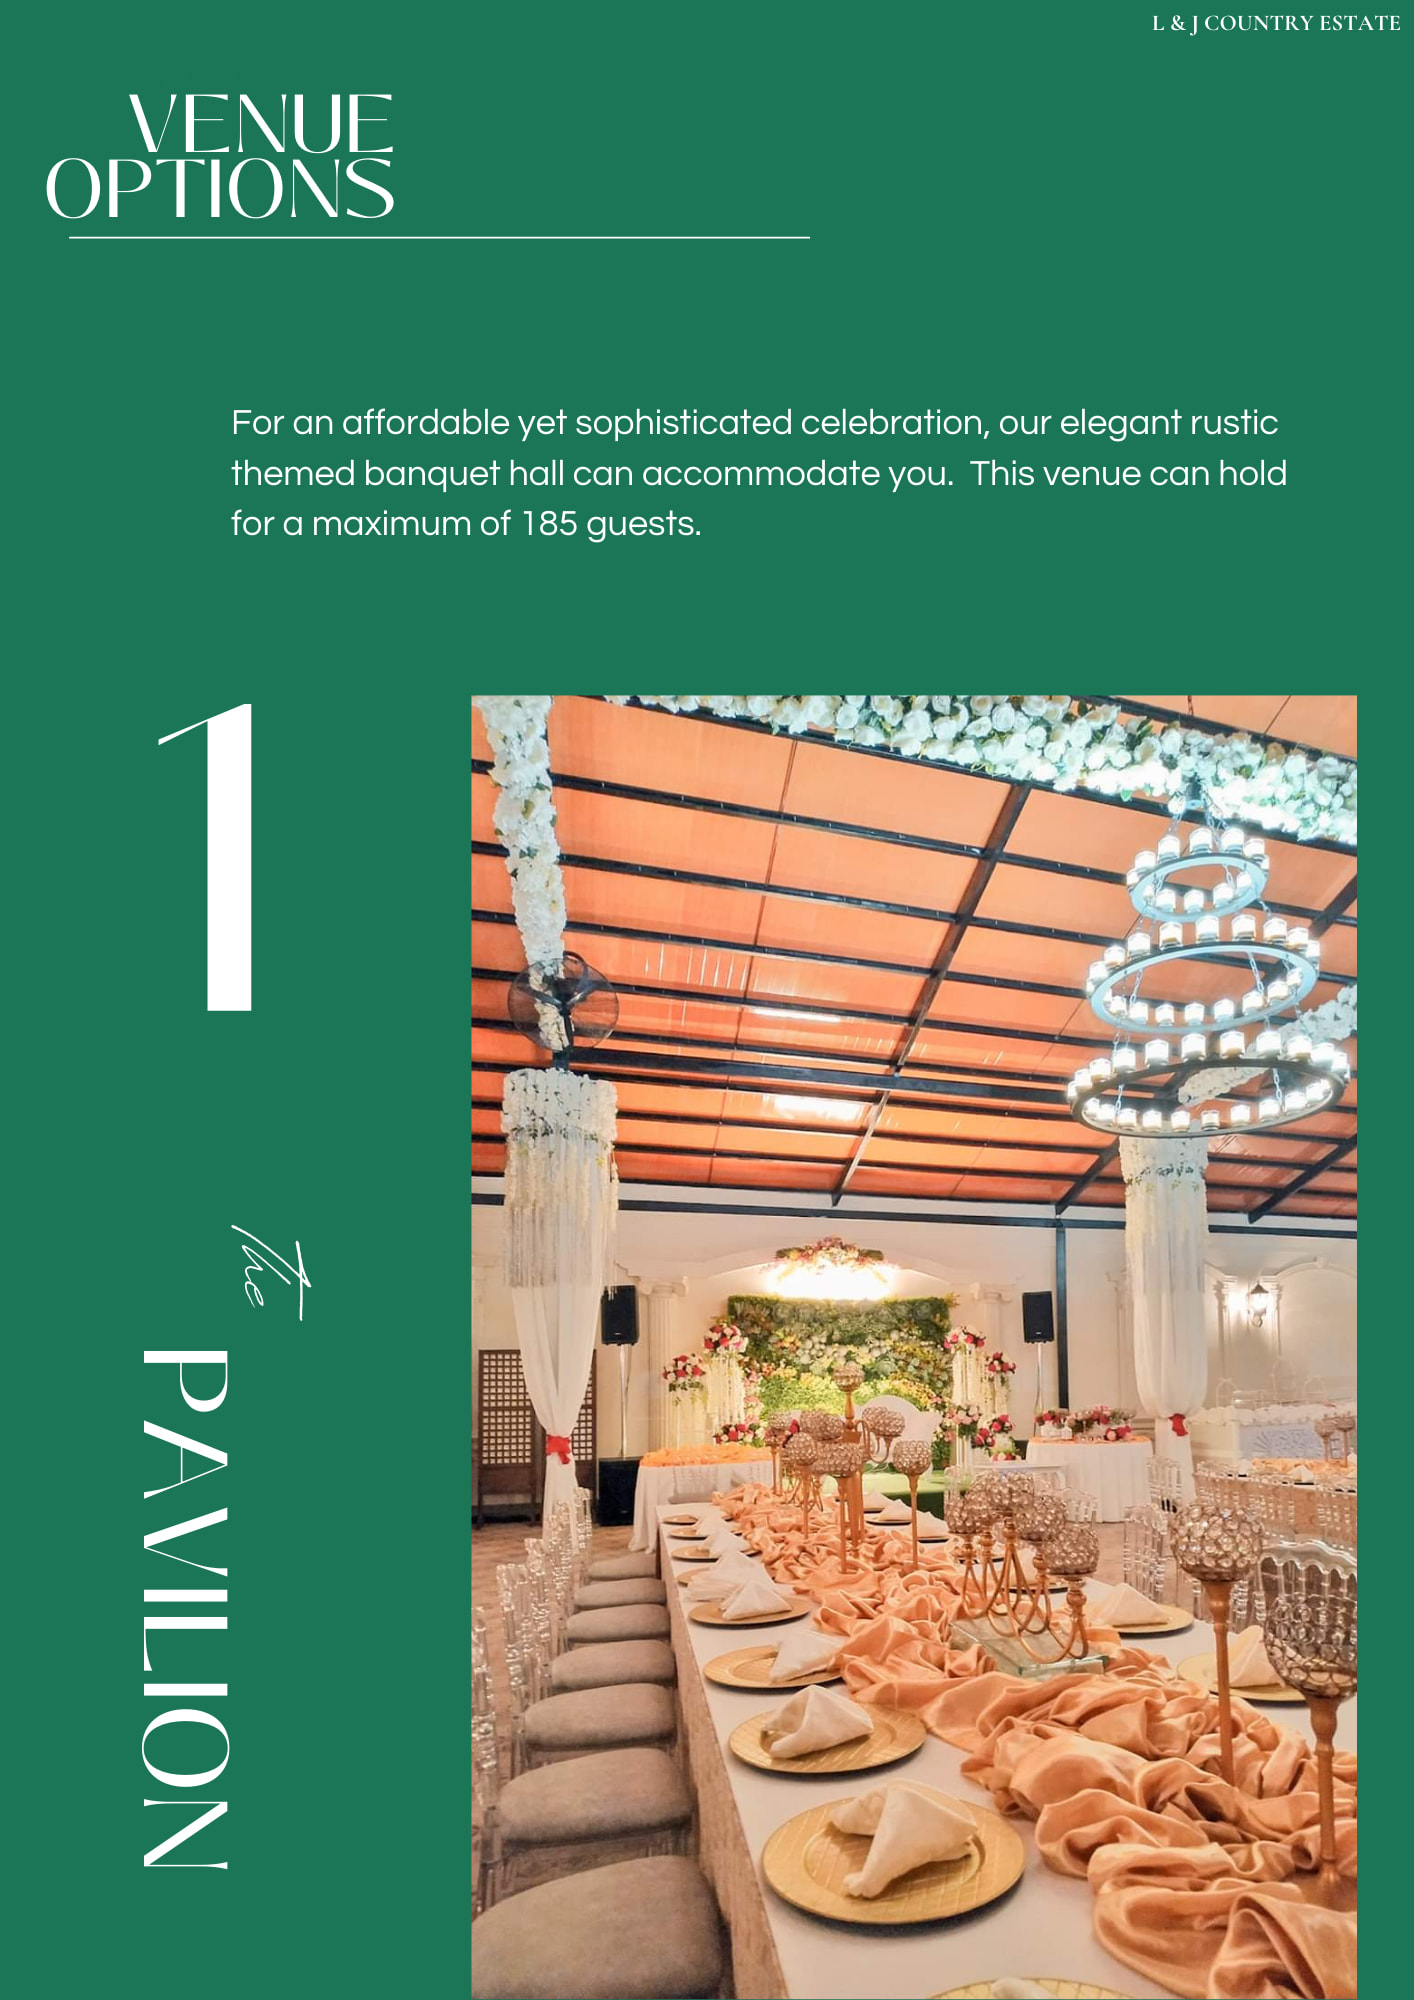 L & J COUNTRY ESTATE
VENUE
OPTIONS
For an affordable yet sophisticated celebration, our elegant rustic
themed banquet hall can accommodate you.  This venue can hold
for a maximum of 185 guests.
1
The
PAVILION